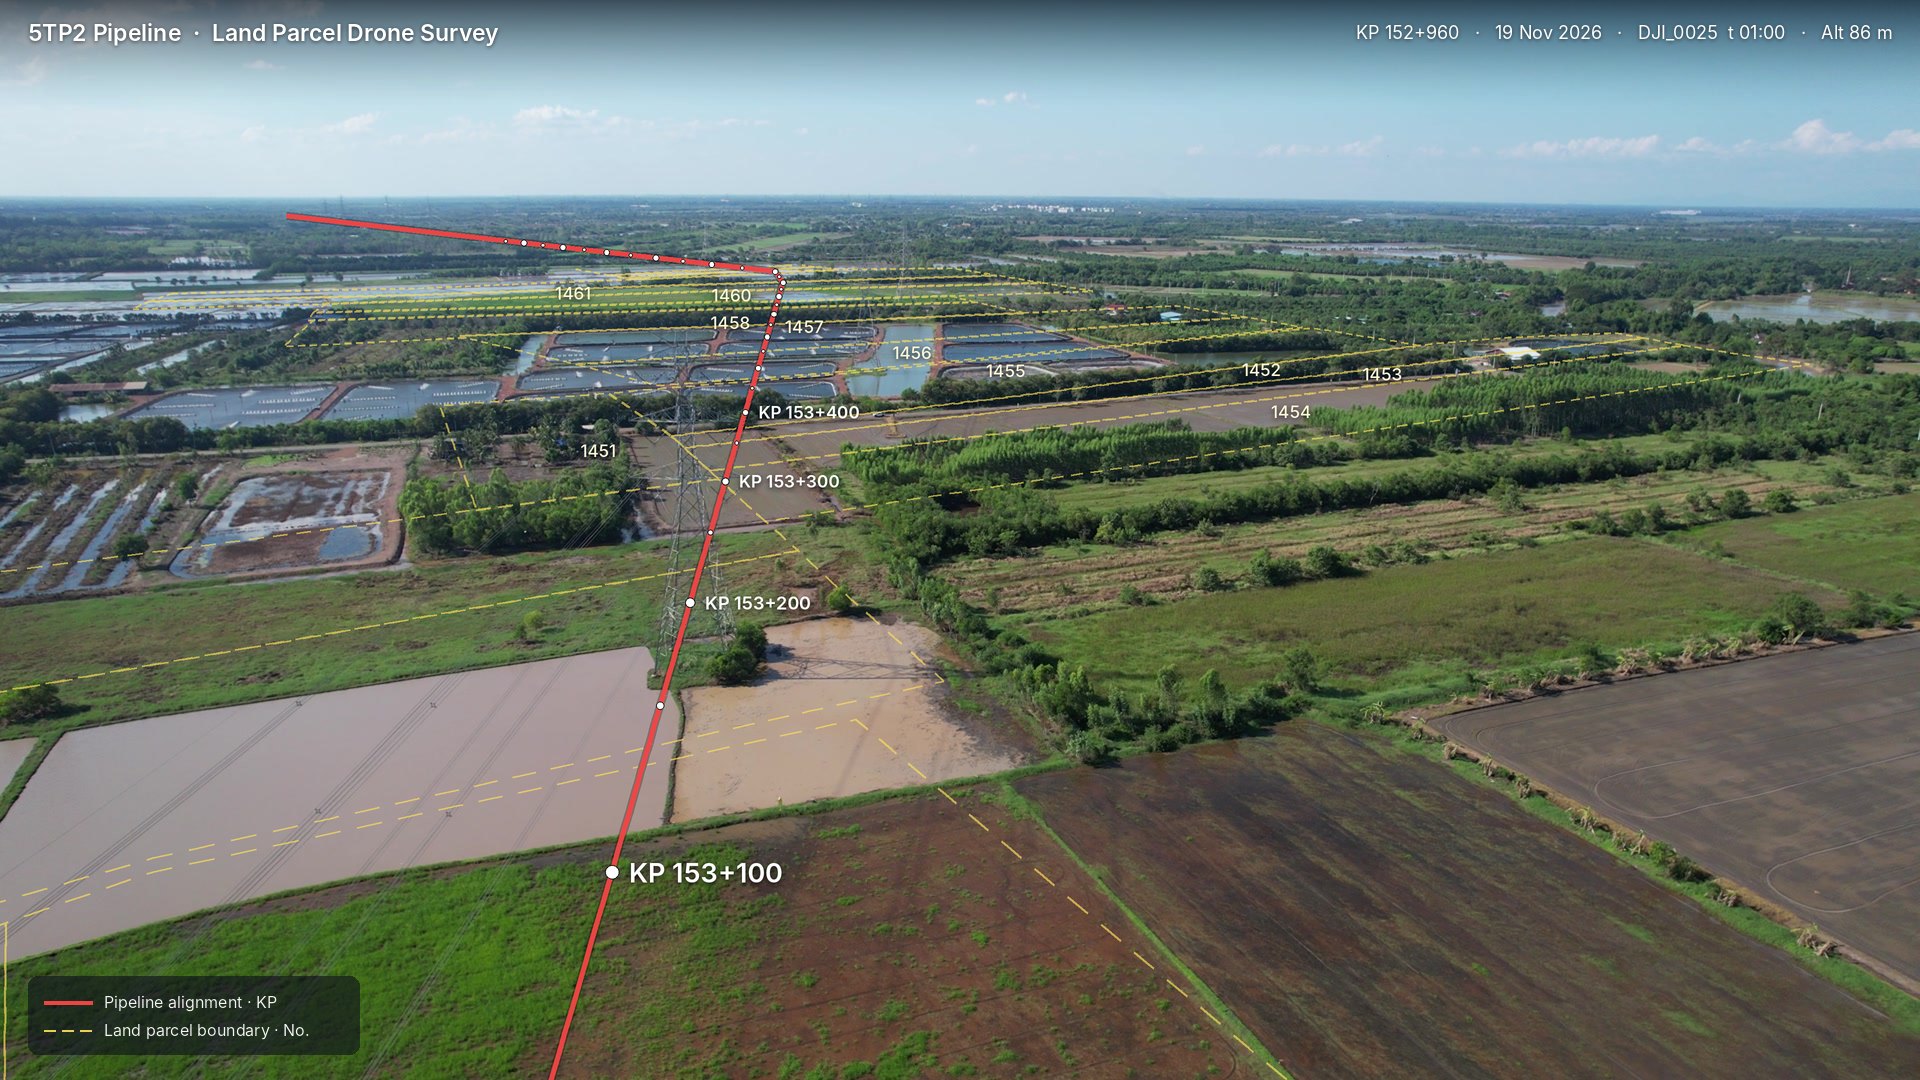 5TP2 Pipeline · Land Parcel Drone Survey
KP 152+960 · 19 Nov 2026 · DJI_0025 t 01:00 · Alt 86 m
1461
1460
1458
1457
1456
1455
1452
1453
1454
KP 153+400
1451
KP 153+300
KP 153+200
KP 153+100
Pipeline alignment · KP
Land parcel boundary · No.